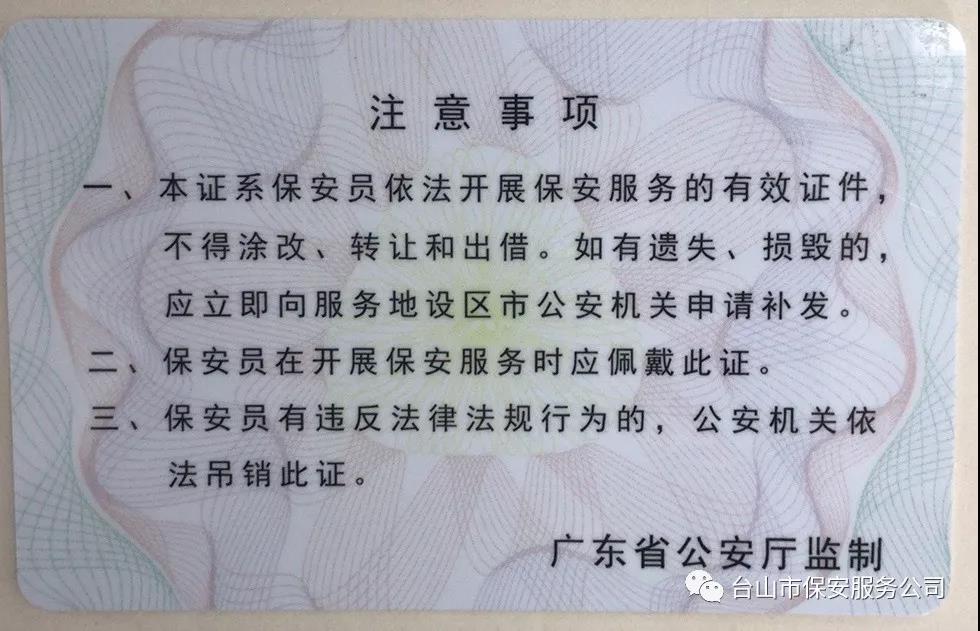 注意事项
一、本证系保安员依法开展保安服务的有效证件，
不得涂改、转让和出借。如有遗失、损毁的，
应立即向服务地设区市公安机关申请补发。
二、保安员在开展保安服务时应佩戴此证。
三、保安员有违反法律法规行为的，公安机关依
法吊销此证。
广东省公安厅监制
台山市保安服务公司